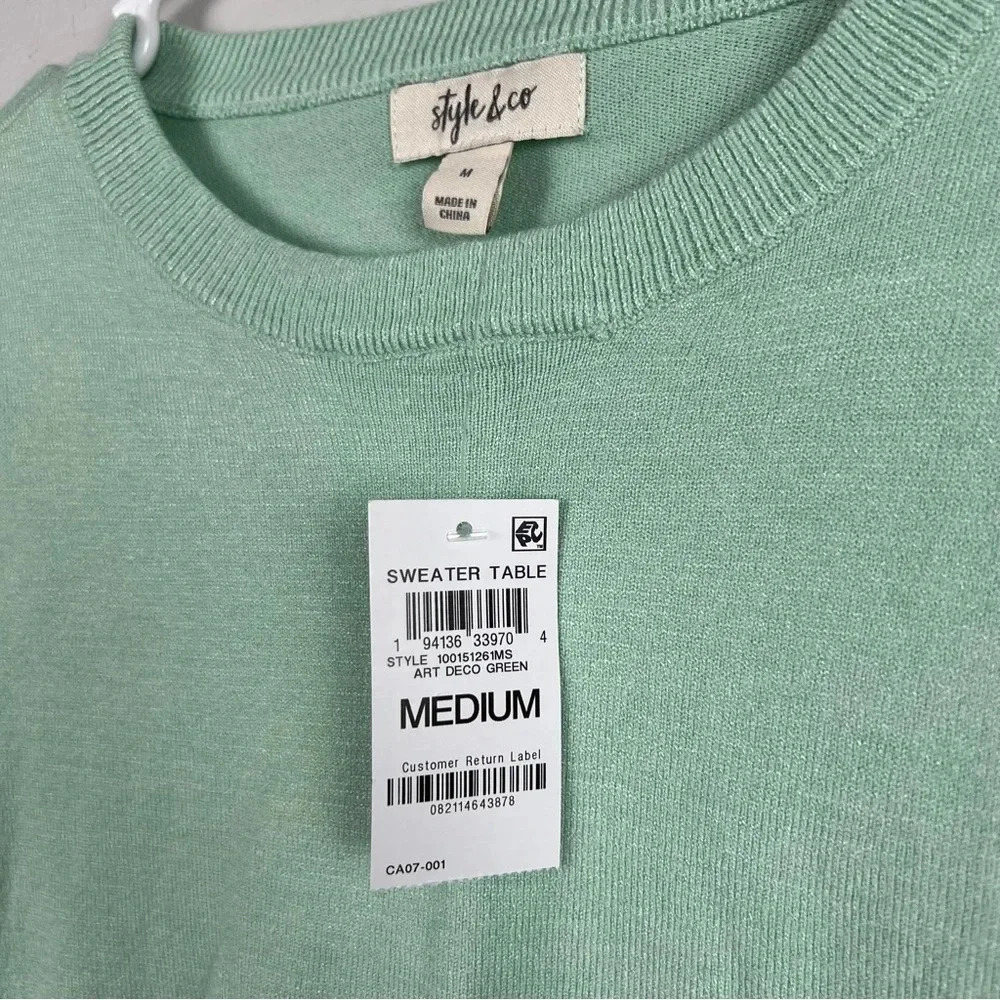 style & co
M
MADE IN
CHINA
SWEATER TABLE
1 94136 33970 4
STYLE 100151261MS
ART DECO GREEN
MEDIUM
Customer Return Label
082114643878
CA07-001